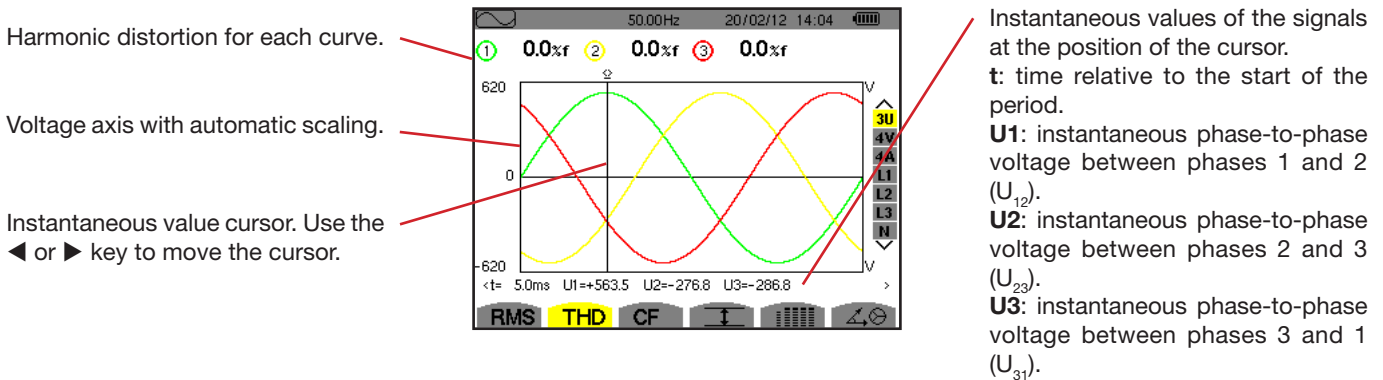 Harmonic distortion for each curve.
Voltage axis with automatic scaling.
Instantaneous value cursor. Use the
◄ or ► key to move the cursor.
50.00Hz 20/02/12 14:04
1 0.0%f 2 0.0%f 3 0.0%f
620 V
3U
4V
4A
0 L1
L2
L3
N
-620 V
<t= 5.0ms U1=+563.5 U2=-276.8 U3=-286.8 >
RMS THD CF
Instantaneous values of the signals
at the position of the cursor.
t: time relative to the start of the
period.
U1: instantaneous phase-to-phase
voltage between phases 1 and 2
(U₁₂).
U2: instantaneous phase-to-phase
voltage between phases 2 and 3
(U₂₃).
U3: instantaneous phase-to-phase
voltage between phases 3 and 1
(U₃₁).